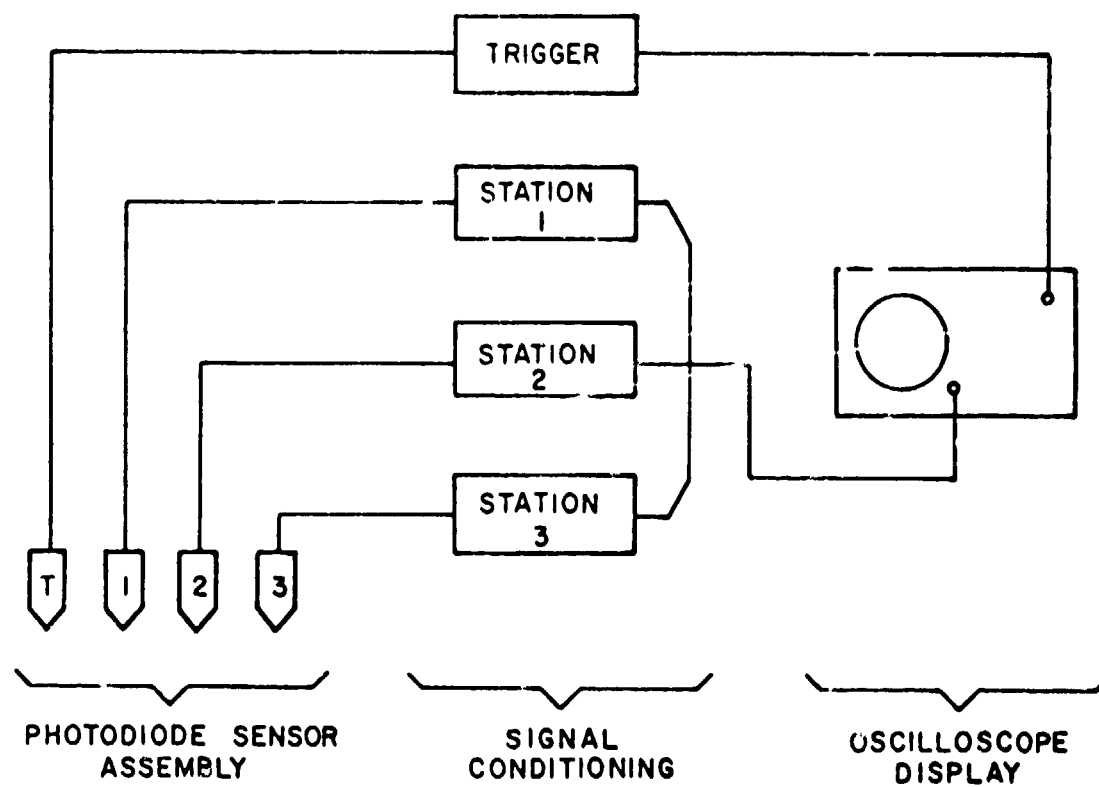 TRIGGER
STATION
1
STATION
2
STATION
3
T 1 2 3
PHOTODIODE SENSOR
ASSEMBLY
SIGNAL
CONDITIONING
OSCILLOSCOPE
DISPLAY